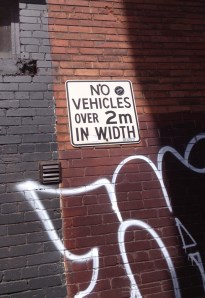 NO
VEHICLES
OVER 2m
IN WIDTH